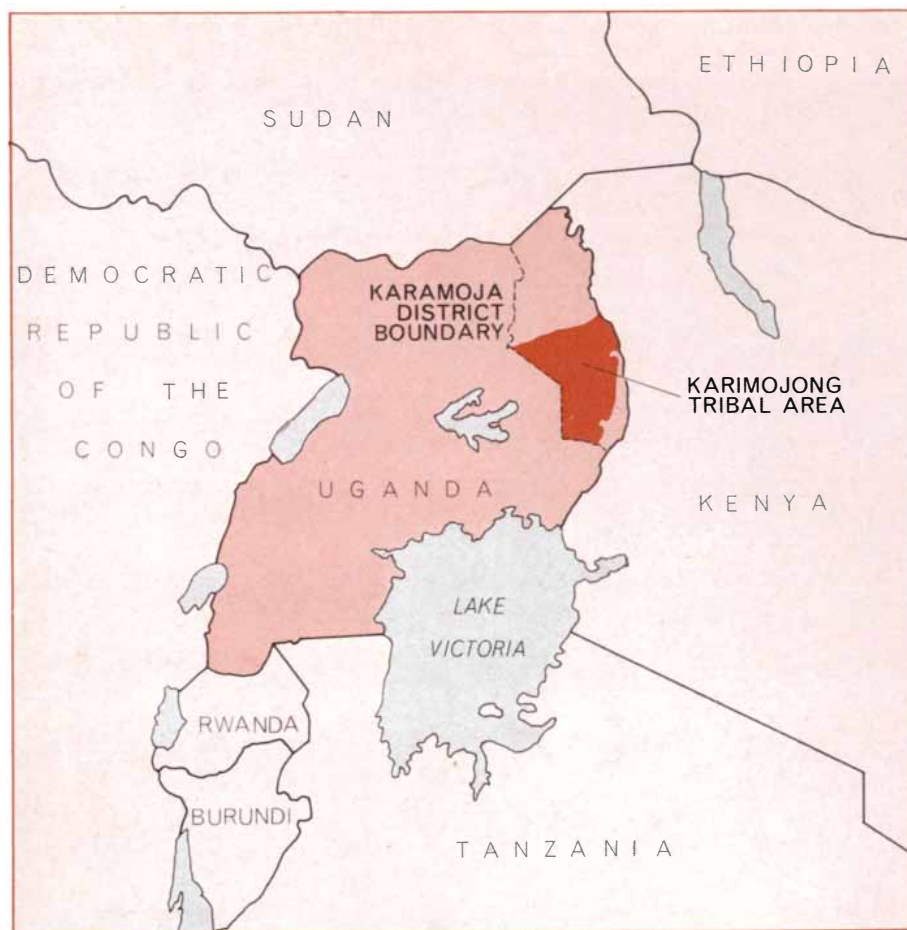 ETHIOPIA
SUDAN
DEMOCRATIC
REPUBLIC
OF THE
CONGO
KARAMOJA
DISTRICT
BOUNDARY
KARIMOJONG
TRIBAL AREA
UGANDA
KENYA
LAKE
VICTORIA
RWANDA
BURUNDI
TANZANIA